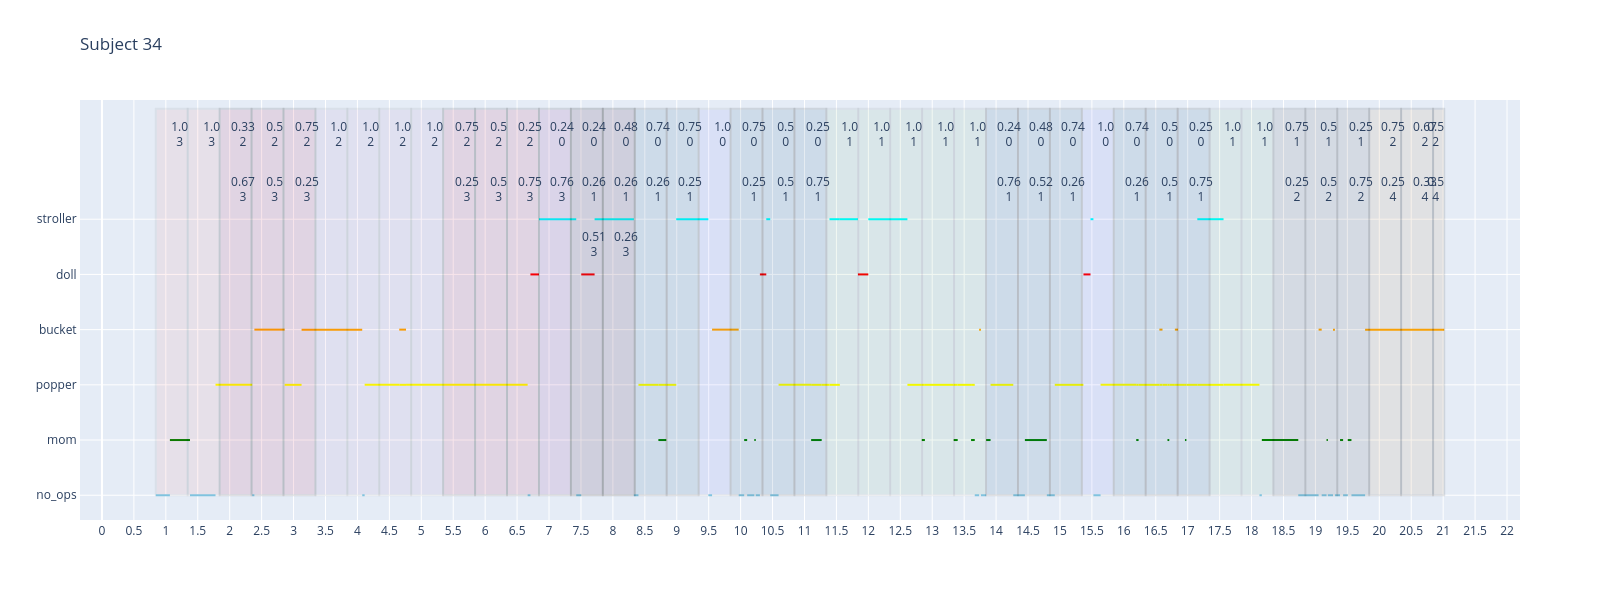 Subject 34
1.0 1.0 0.33 0.5 0.75 1.0 1.0 1.0 1.0 0.75 0.5 0.25 0.24 0.24 0.48 0.74 0.75 1.0 0.75 0.5 0.25 1.0 1.0 1.0 1.0 1.0 0.24 0.48 0.74 1.0 0.74 0.5 0.25 1.0 1.0 0.75 0.5 0.25 0.75 0.5 0.67 0.5
3 3 2 2 2 2 2 2 2 2 2 2 0 0 0 0 0 0 0 0 0 1 1 1 1 1 0 0 0 0 0 0 0 1 1 1 1 1 2 2 2 2
0.67 0.5 0.25 0.25 0.5 0.75 0.76 0.26 0.26 0.26 0.25 0.25 0.5 0.75 0.76 0.52 0.26 0.26 0.5 0.75 0.25 0.5 0.75 0.25 0.5
3 3 3 3 3 3 3 1 1 1 1 1 1 1 1 1 1 1 1 1 2 2 2 4 4 4 4
stroller
0.51 0.26
3 3
doll
bucket
popper
mom
no_ops
0 0.5 1 1.5 2 2.5 3 3.5 4 4.5 5 5.5 6 6.5 7 7.5 8 8.5 9 9.5 10 10.5 11 11.5 12 12.5 13 13.5 14 14.5 15 15.5 16 16.5 17 17.5 18 18.5 19 19.5 20 20.5 21 21.5 22